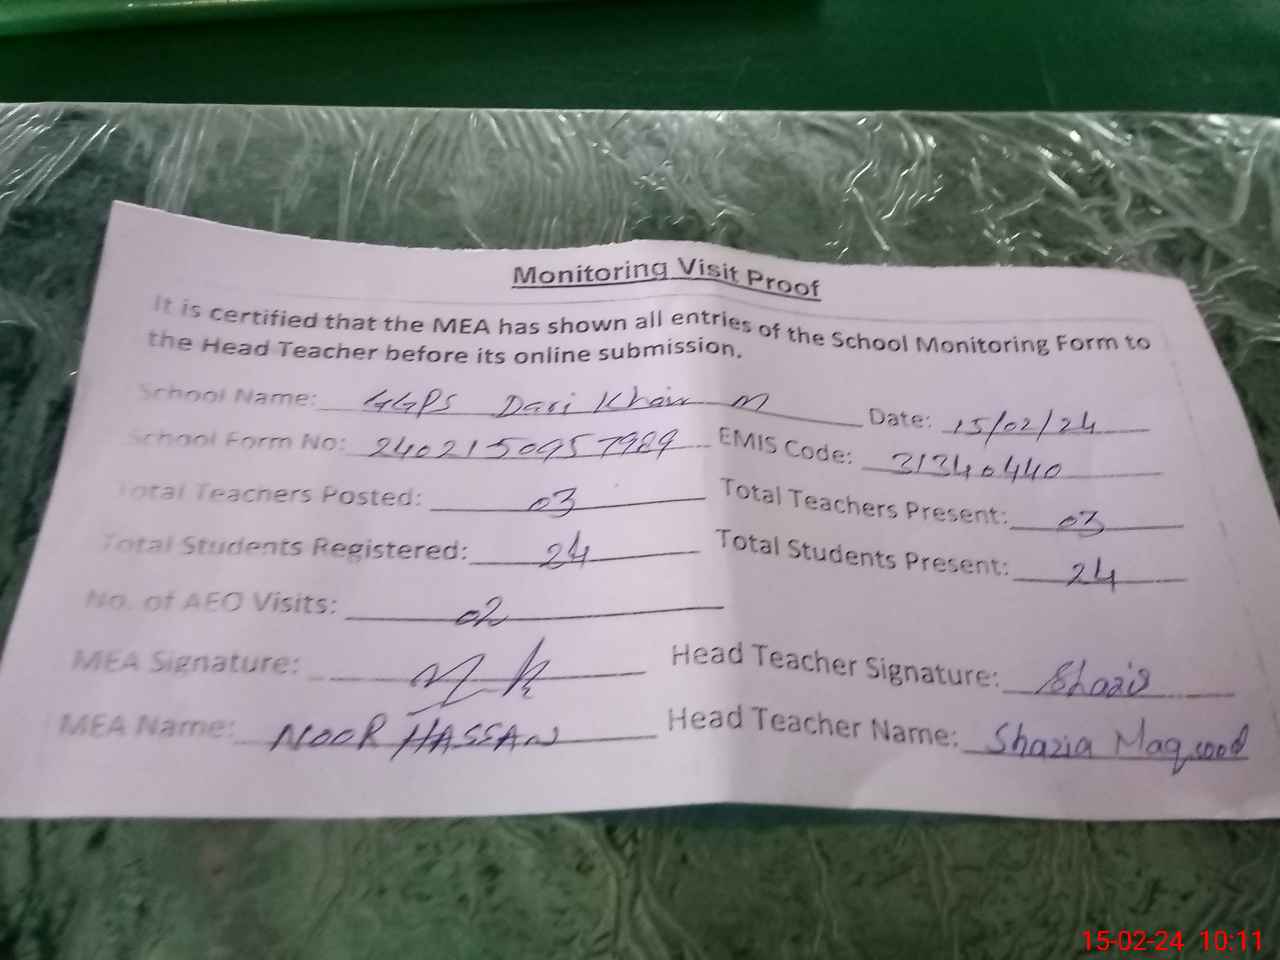 Monitoring Visit Proof
It is certified that the MEA has shown all entries of the School Monitoring Form to
the Head Teacher before its online submission.
School Name: GGPS Dari Khair m Date: 15/02/24
School Form No: 2402150957989 EMIS Code: 31340440
Total Teachers Posted: 03 Total Teachers Present: 03
Total Students Registered: 24 Total Students Present: 24
No. of AEO Visits: 02
MEA Signature: Head Teacher Signature: Shazia
MEA Name: NOOR HASSAN Head Teacher Name: Shazia Maqsood
15-02-24 10:11